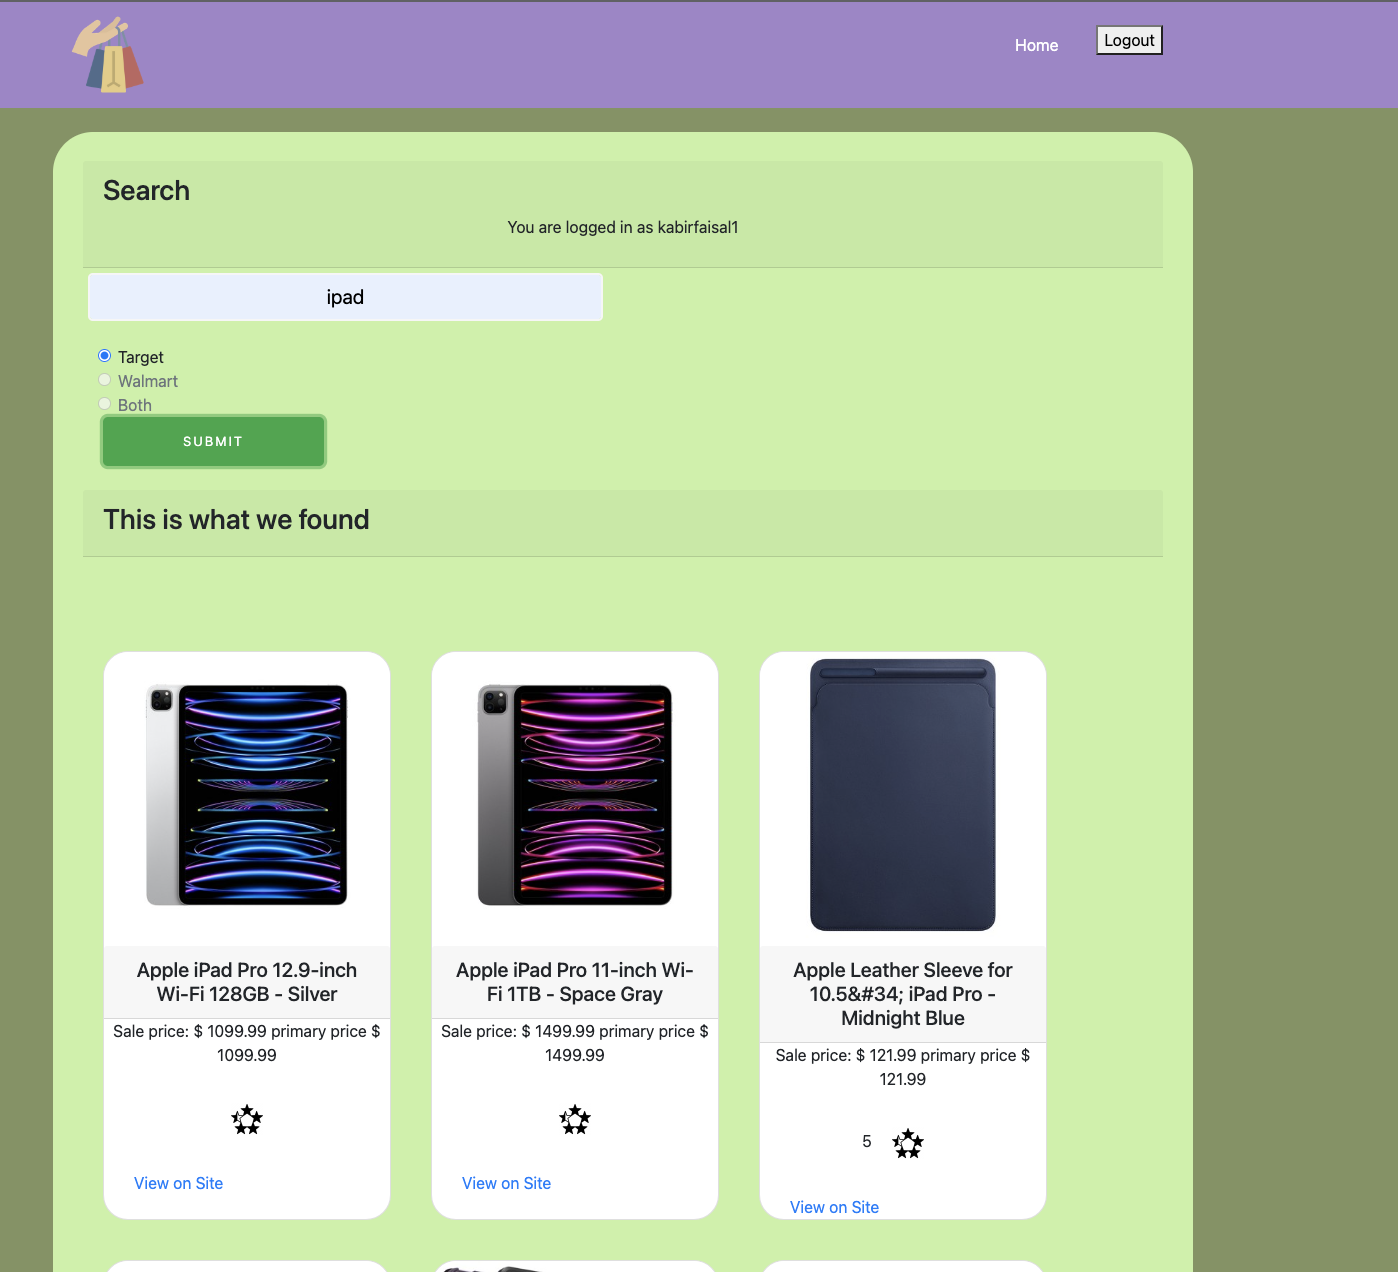 Home
Logout
Search
You are logged in as kabirfaisal1
ipad
Target
Walmart
Both
SUBMIT
This is what we found
Apple iPad Pro 12.9-inch
Wi-Fi 128GB - Silver
Sale price: $ 1099.99 primary price $
1099.99
View on Site
Apple iPad Pro 11-inch Wi-
Fi 1TB - Space Gray
Sale price: $ 1499.99 primary price $
1499.99
View on Site
Apple Leather Sleeve for
10.5&#34; iPad Pro -
Midnight Blue
Sale price: $ 121.99 primary price $
121.99
5
View on Site